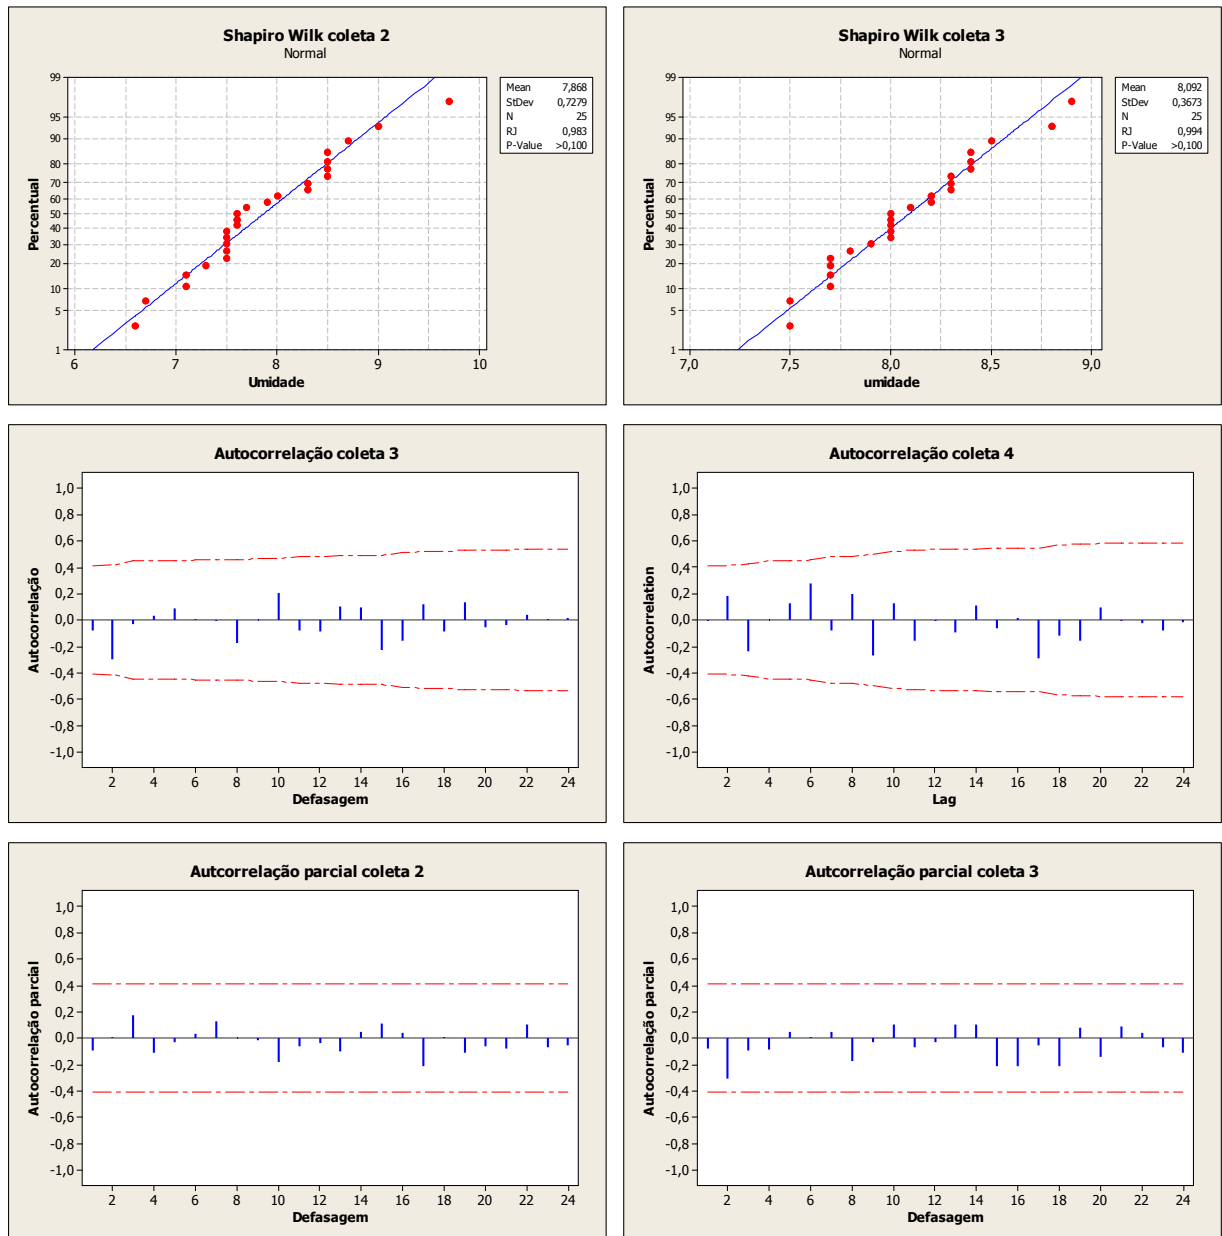 Shapiro Wilk coleta 2
Normal
99
95
90
80
70
60
50
40
30
20
10
5
1
Percentual
6 7 8 9 10
Umidade
Mean 7,868
StDev 0,7279
N 25
RJ 0,983
P-Value >0,100
Shapiro Wilk coleta 3
Normal
99
95
90
80
70
60
50
40
30
20
10
5
1
Percentual
7,0 7,5 8,0 8,5 9,0
umidade
Mean 8,092
StDev 0,3673
N 25
RJ 0,994
P-Value >0,100
Autocorrelação coleta 3
1,0
0,8
0,6
0,4
0,2
0,0
-0,2
-0,4
-0,6
-0,8
-1,0
Autocorrelação
2 4 6 8 10 12 14 16 18 20 22 24
Defasagem
Autocorrelação coleta 4
1,0
0,8
0,6
0,4
0,2
0,0
-0,2
-0,4
-0,6
-0,8
-1,0
Autocorrelation
2 4 6 8 10 12 14 16 18 20 22 24
Lag
Autcorrelação parcial coleta 2
1,0
0,8
0,6
0,4
0,2
0,0
-0,2
-0,4
-0,6
-0,8
-1,0
Autocorrelação parcial
2 4 6 8 10 12 14 16 18 20 22 24
Defasagem
Autcorrelação parcial coleta 3
1,0
0,8
0,6
0,4
0,2
0,0
-0,2
-0,4
-0,6
-0,8
-1,0
Autocorrelação parcial
2 4 6 8 10 12 14 16 18 20 22 24
Defasagem